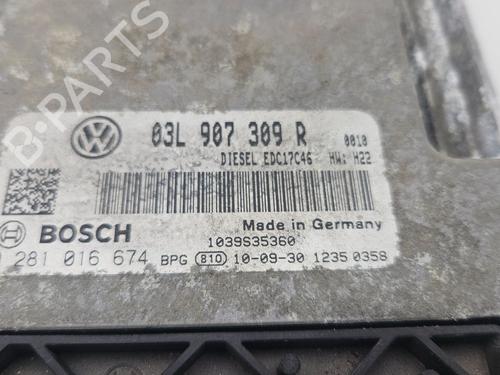 B-PARTS
03L 907 309 R 0010
DIESEL EDC17C46 HW: H22
Made in Germany
BOSCH 1039S35360
281 016 674 BPG 810 10-09-30 1235 0358